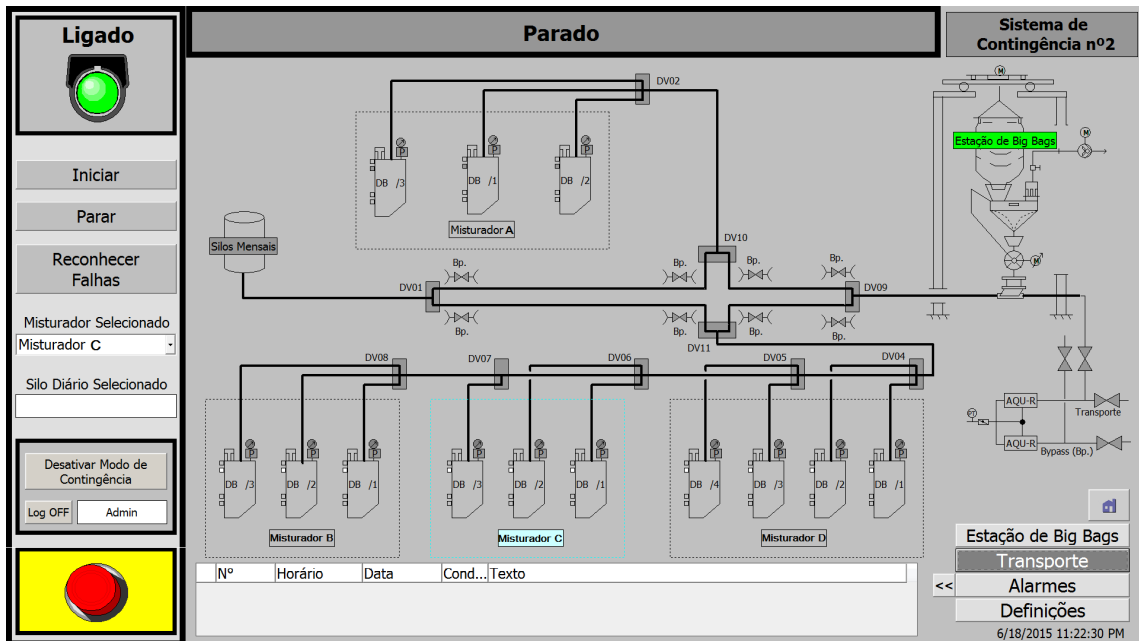 Ligado
Parado
Sistema de
Contingência nº2
Iniciar
Parar
Reconhecer
Falhas
Misturador Selecionado
Misturador C
Silo Diário Selecionado
Desativar Modo de
Contingência
Log OFF
Admin
M
DV02
Estação de Big Bags
M
P
P
P
DB /3
DB /1
DB /2
Misturador A
Silos Mensais
DV10
Bp.
Bp.
Bp.
Bp.
M
DV01
DV09
Bp.
Bp.
Bp.
Bp.
DV11
DV08
DV07
DV06
DV05
DV04
AQU-R
Transporte
PT
AQU-R
Bypass (Bp.)
P
P
P
P
P
P
P
P
P
P
DB /3
DB /2
DB /1
DB /3
DB /2
DB /1
DB /4
DB /3
DB /2
DB /1
Misturador B
Misturador C
Misturador D
Nº
Horário
Data
Cond...
Texto
Estação de Big Bags
Transporte
<<
Alarmes
Definições
6/18/2015 11:22:30 PM